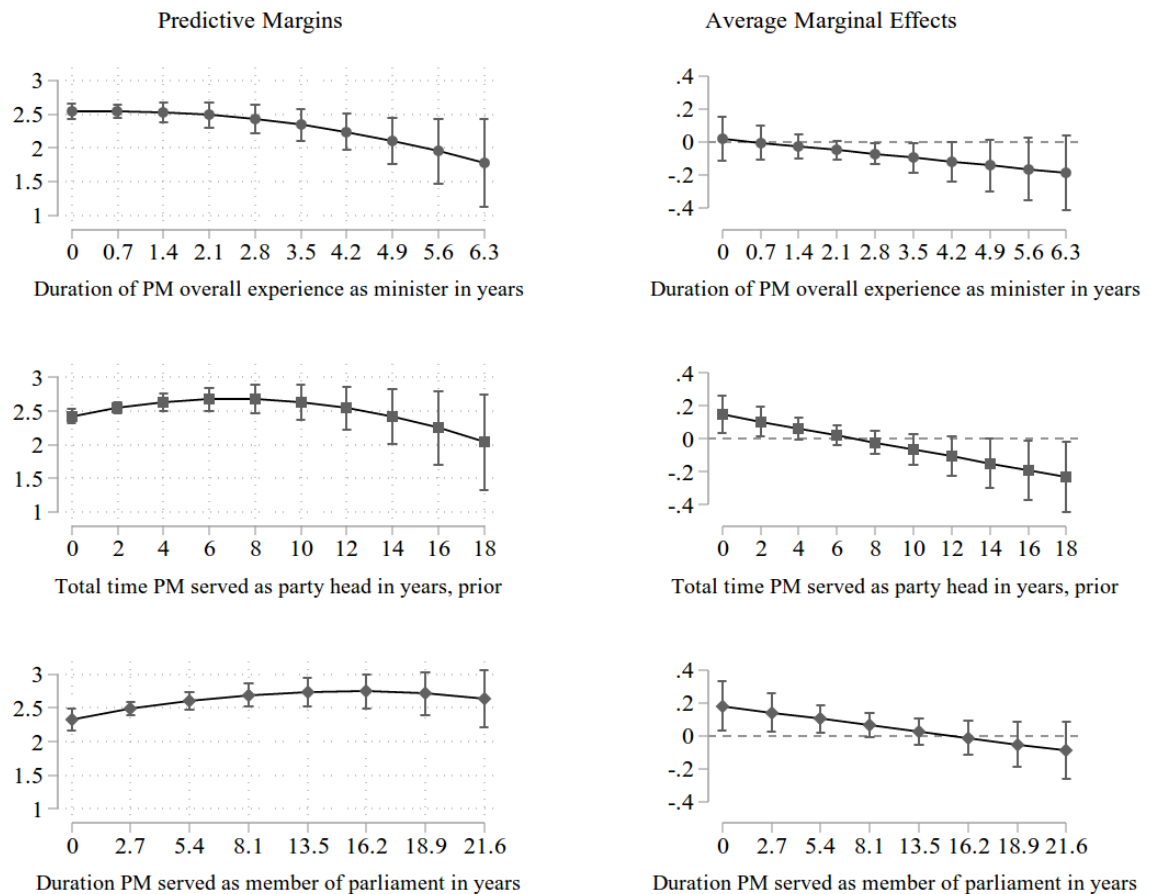 Predictive Margins
Average Marginal Effects
3
2.5
2
1.5
1
0 0.7 1.4 2.1 2.8 3.5 4.2 4.9 5.6 6.3
Duration of PM overall experience as minister in years
.4
.2
0
-.2
-.4
0 0.7 1.4 2.1 2.8 3.5 4.2 4.9 5.6 6.3
Duration of PM overall experience as minister in years
3
2.5
2
1.5
1
0 2 4 6 8 10 12 14 16 18
Total time PM served as party head in years, prior
.4
.2
0
-.2
-.4
0 2 4 6 8 10 12 14 16 18
Total time PM served as party head in years, prior
3
2.5
2
1.5
1
0 2.7 5.4 8.1 13.5 16.2 18.9 21.6
Duration PM served as member of parliament in years
.4
.2
0
-.2
-.4
0 2.7 5.4 8.1 13.5 16.2 18.9 21.6
Duration PM served as member of parliament in years